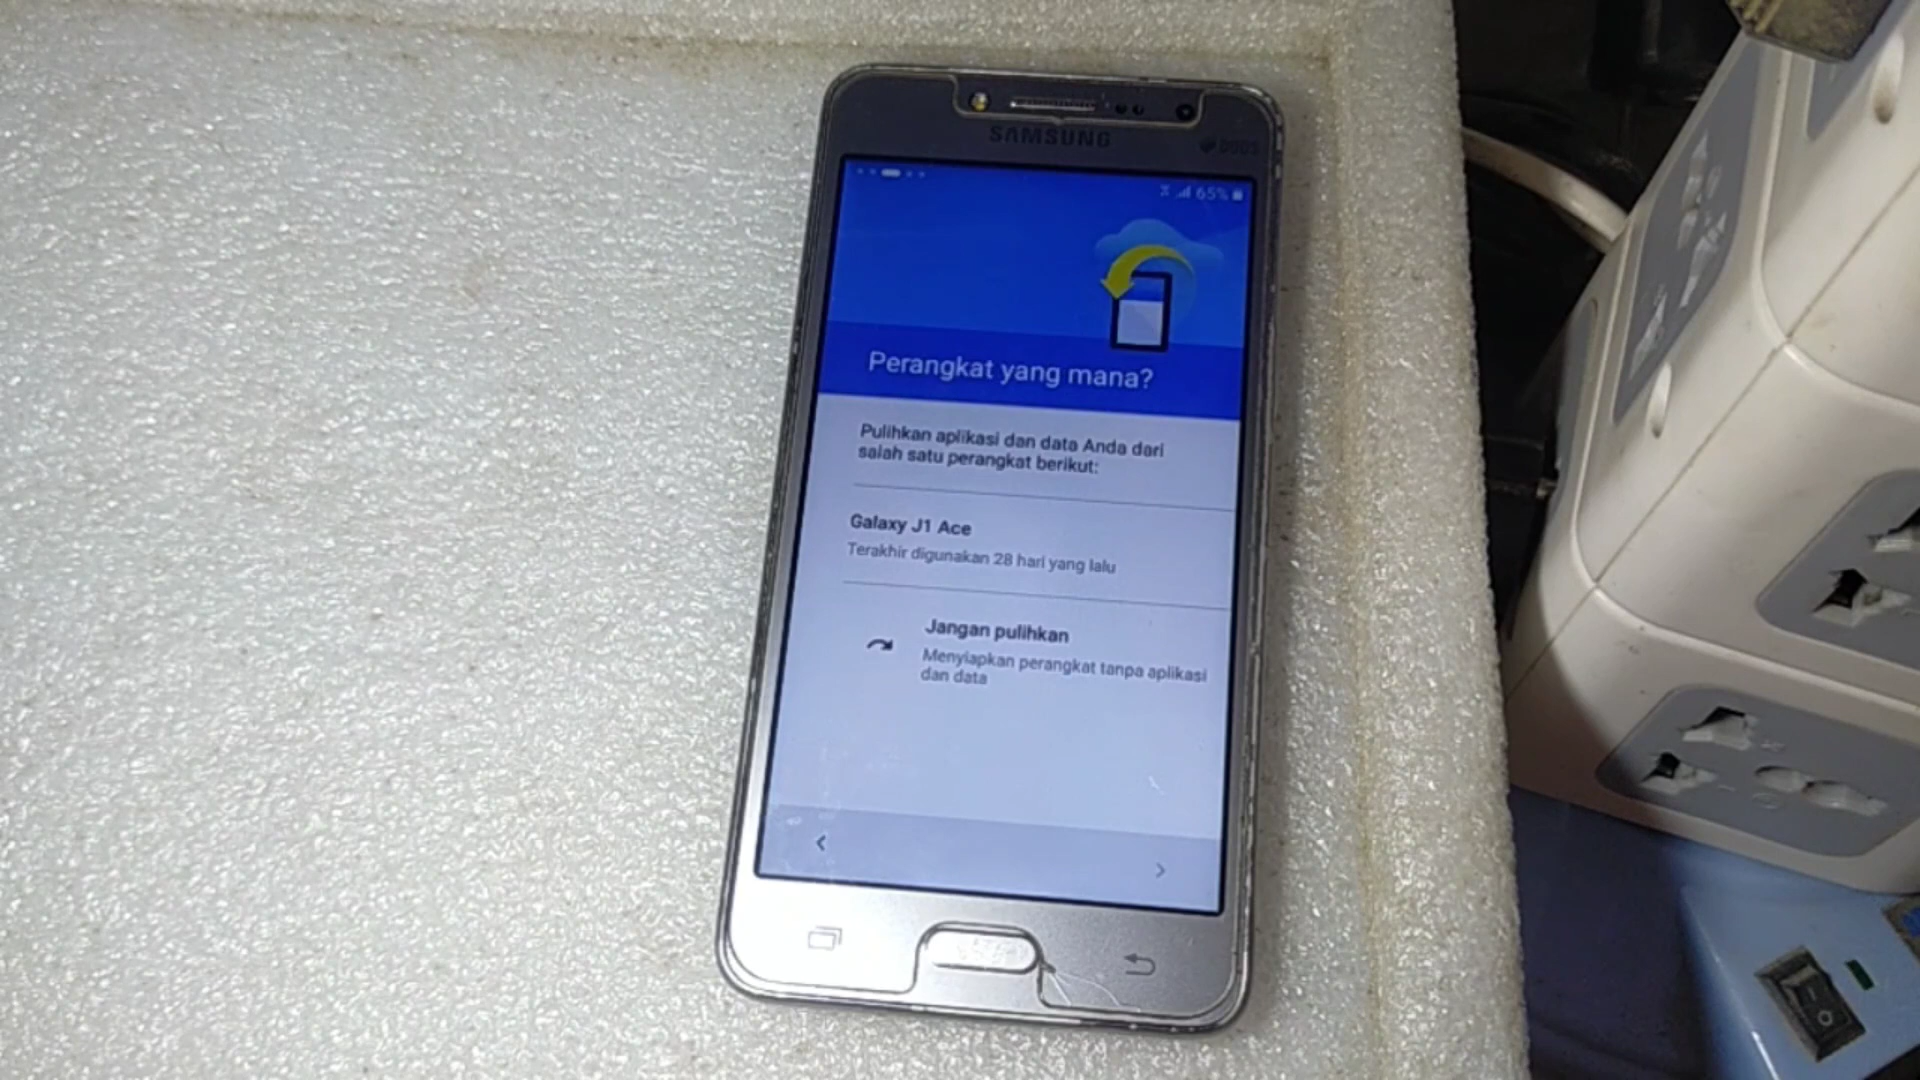 SAMSUNG
65%
Perangkat yang mana?
Pulihkan aplikasi dan data Anda dari
salah satu perangkat berikut:
Galaxy J1 Ace
Terakhir digunakan 28 hari yang lalu
Jangan pulihkan
Menyiapkan perangkat tanpa aplikasi
dan data